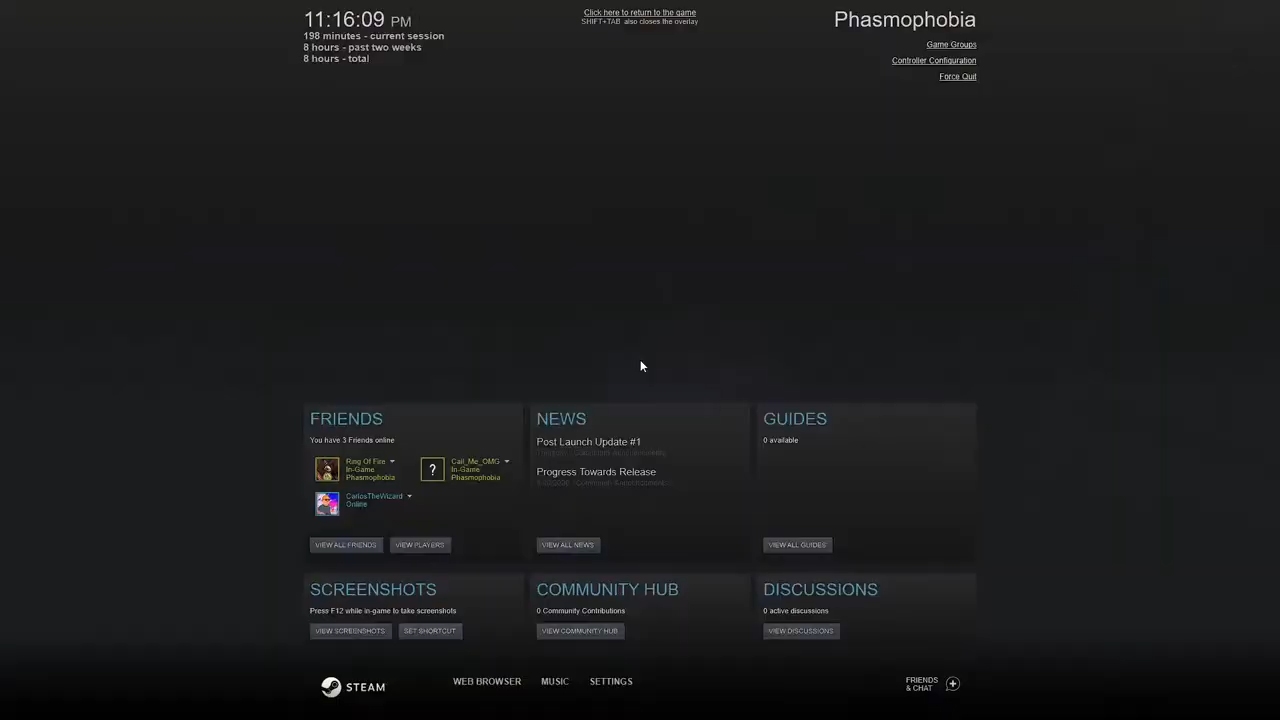 11:16:09 PM
198 minutes - current session
8 hours - past two weeks
8 hours - total
Click here to return to the game
SHIFT+TAB also closes the overlay
Phasmophobia
Game Groups
Controller Configuration
Force Quit
FRIENDS
You have 3 Friends online
Ring Of Fire
In-Game
Phasmophobia
?
Call_Me_OMG
In-Game
Phasmophobia
CarlosTheWizard
Online
VIEW ALL FRIENDS
VIEW PLAYERS
NEWS
Post Launch Update #1
Progress Towards Release
VIEW ALL NEWS
GUIDES
0 available
VIEW ALL GUIDES
SCREENSHOTS
Press F12 while in-game to take screenshots
VIEW SCREENSHOTS
SET SHORTCUT
COMMUNITY HUB
0 Community Contributions
VIEW COMMUNITY HUB
DISCUSSIONS
0 active discussions
VIEW DISCUSSIONS
STEAM
WEB BROWSER
MUSIC
SETTINGS
FRIENDS
& CHAT